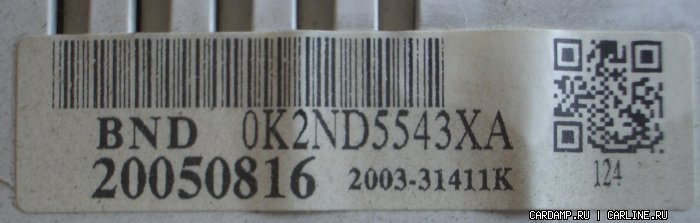 BND 0K2ND5543XA
20050816 2003-31411K
124
CARDAMP.RU | CARLINE.RU